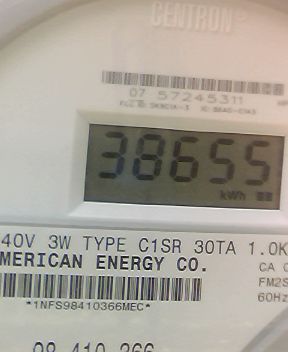 CENTRON®
07 57245311
38655
kWh
40V 3W TYPE C1SR 30TA 1.0K
MERICAN ENERGY CO.
CA 0
FM2S
60Hz
*1NFS98410366MEC*
98 410 366